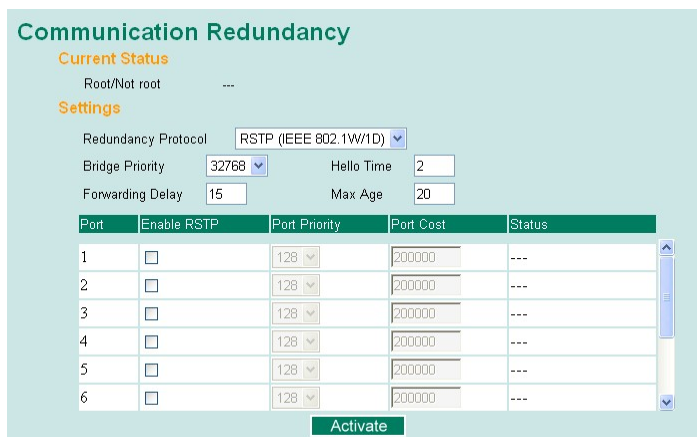 Communication Redundancy
Current Status
Root/Not root ---
Settings
Redundancy Protocol RSTP (IEEE 802.1W/1D)
Bridge Priority 32768 Hello Time 2
Forwarding Delay 15 Max Age 20
Port Enable RSTP Port Priority Port Cost Status
1 128 200000 ---
2 128 200000 ---
3 128 200000 ---
4 128 200000 ---
5 128 200000 ---
6 128 200000 ---
Activate